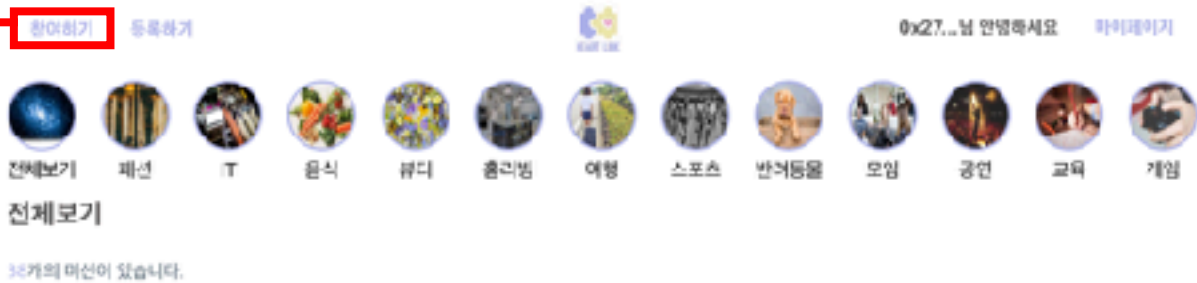 참여하기 등록하기 0x27...님 안녕하세요 마이페이지
전체보기 패션 IT 음식 뷰티 홈리빙 여행 스포츠 반려동물 모임 공연 교육 게임
전체보기
38개의 미션이 있습니다.